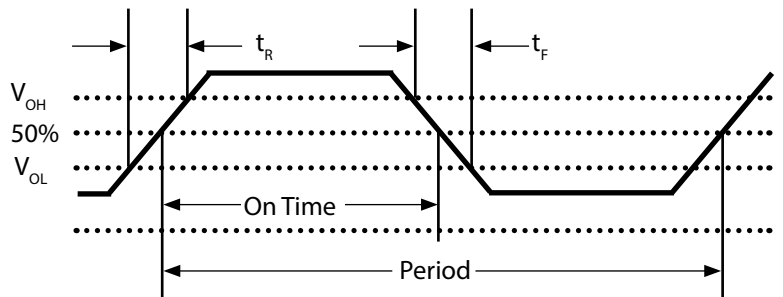 t_R
t_F
V_OH
50%
V_OL
On Time
Period